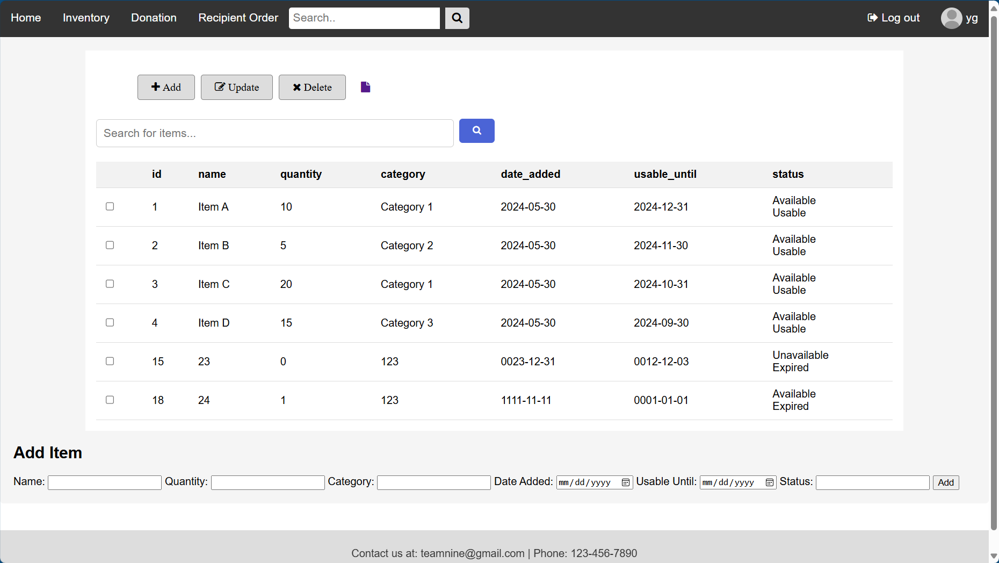 Home Inventory Donation Recipient Order Search.. Log out yg
Add Update Delete
Search for items...
id name quantity category date_added usable_until status
1 Item A 10 Category 1 2024-05-30 2024-12-31 Available
Usable
2 Item B 5 Category 2 2024-05-30 2024-11-30 Available
Usable
3 Item C 20 Category 1 2024-05-30 2024-10-31 Available
Usable
4 Item D 15 Category 3 2024-05-30 2024-09-30 Available
Usable
15 23 0 123 0023-12-31 0012-12-03 Unavailable
Expired
18 24 1 123 1111-11-11 0001-01-01 Available
Expired
Add Item
Name: Quantity: Category: Date Added: mm/dd/yyyy Usable Until: mm/dd/yyyy Status: Add
Contact us at: teamnine@gmail.com | Phone: 123-456-7890